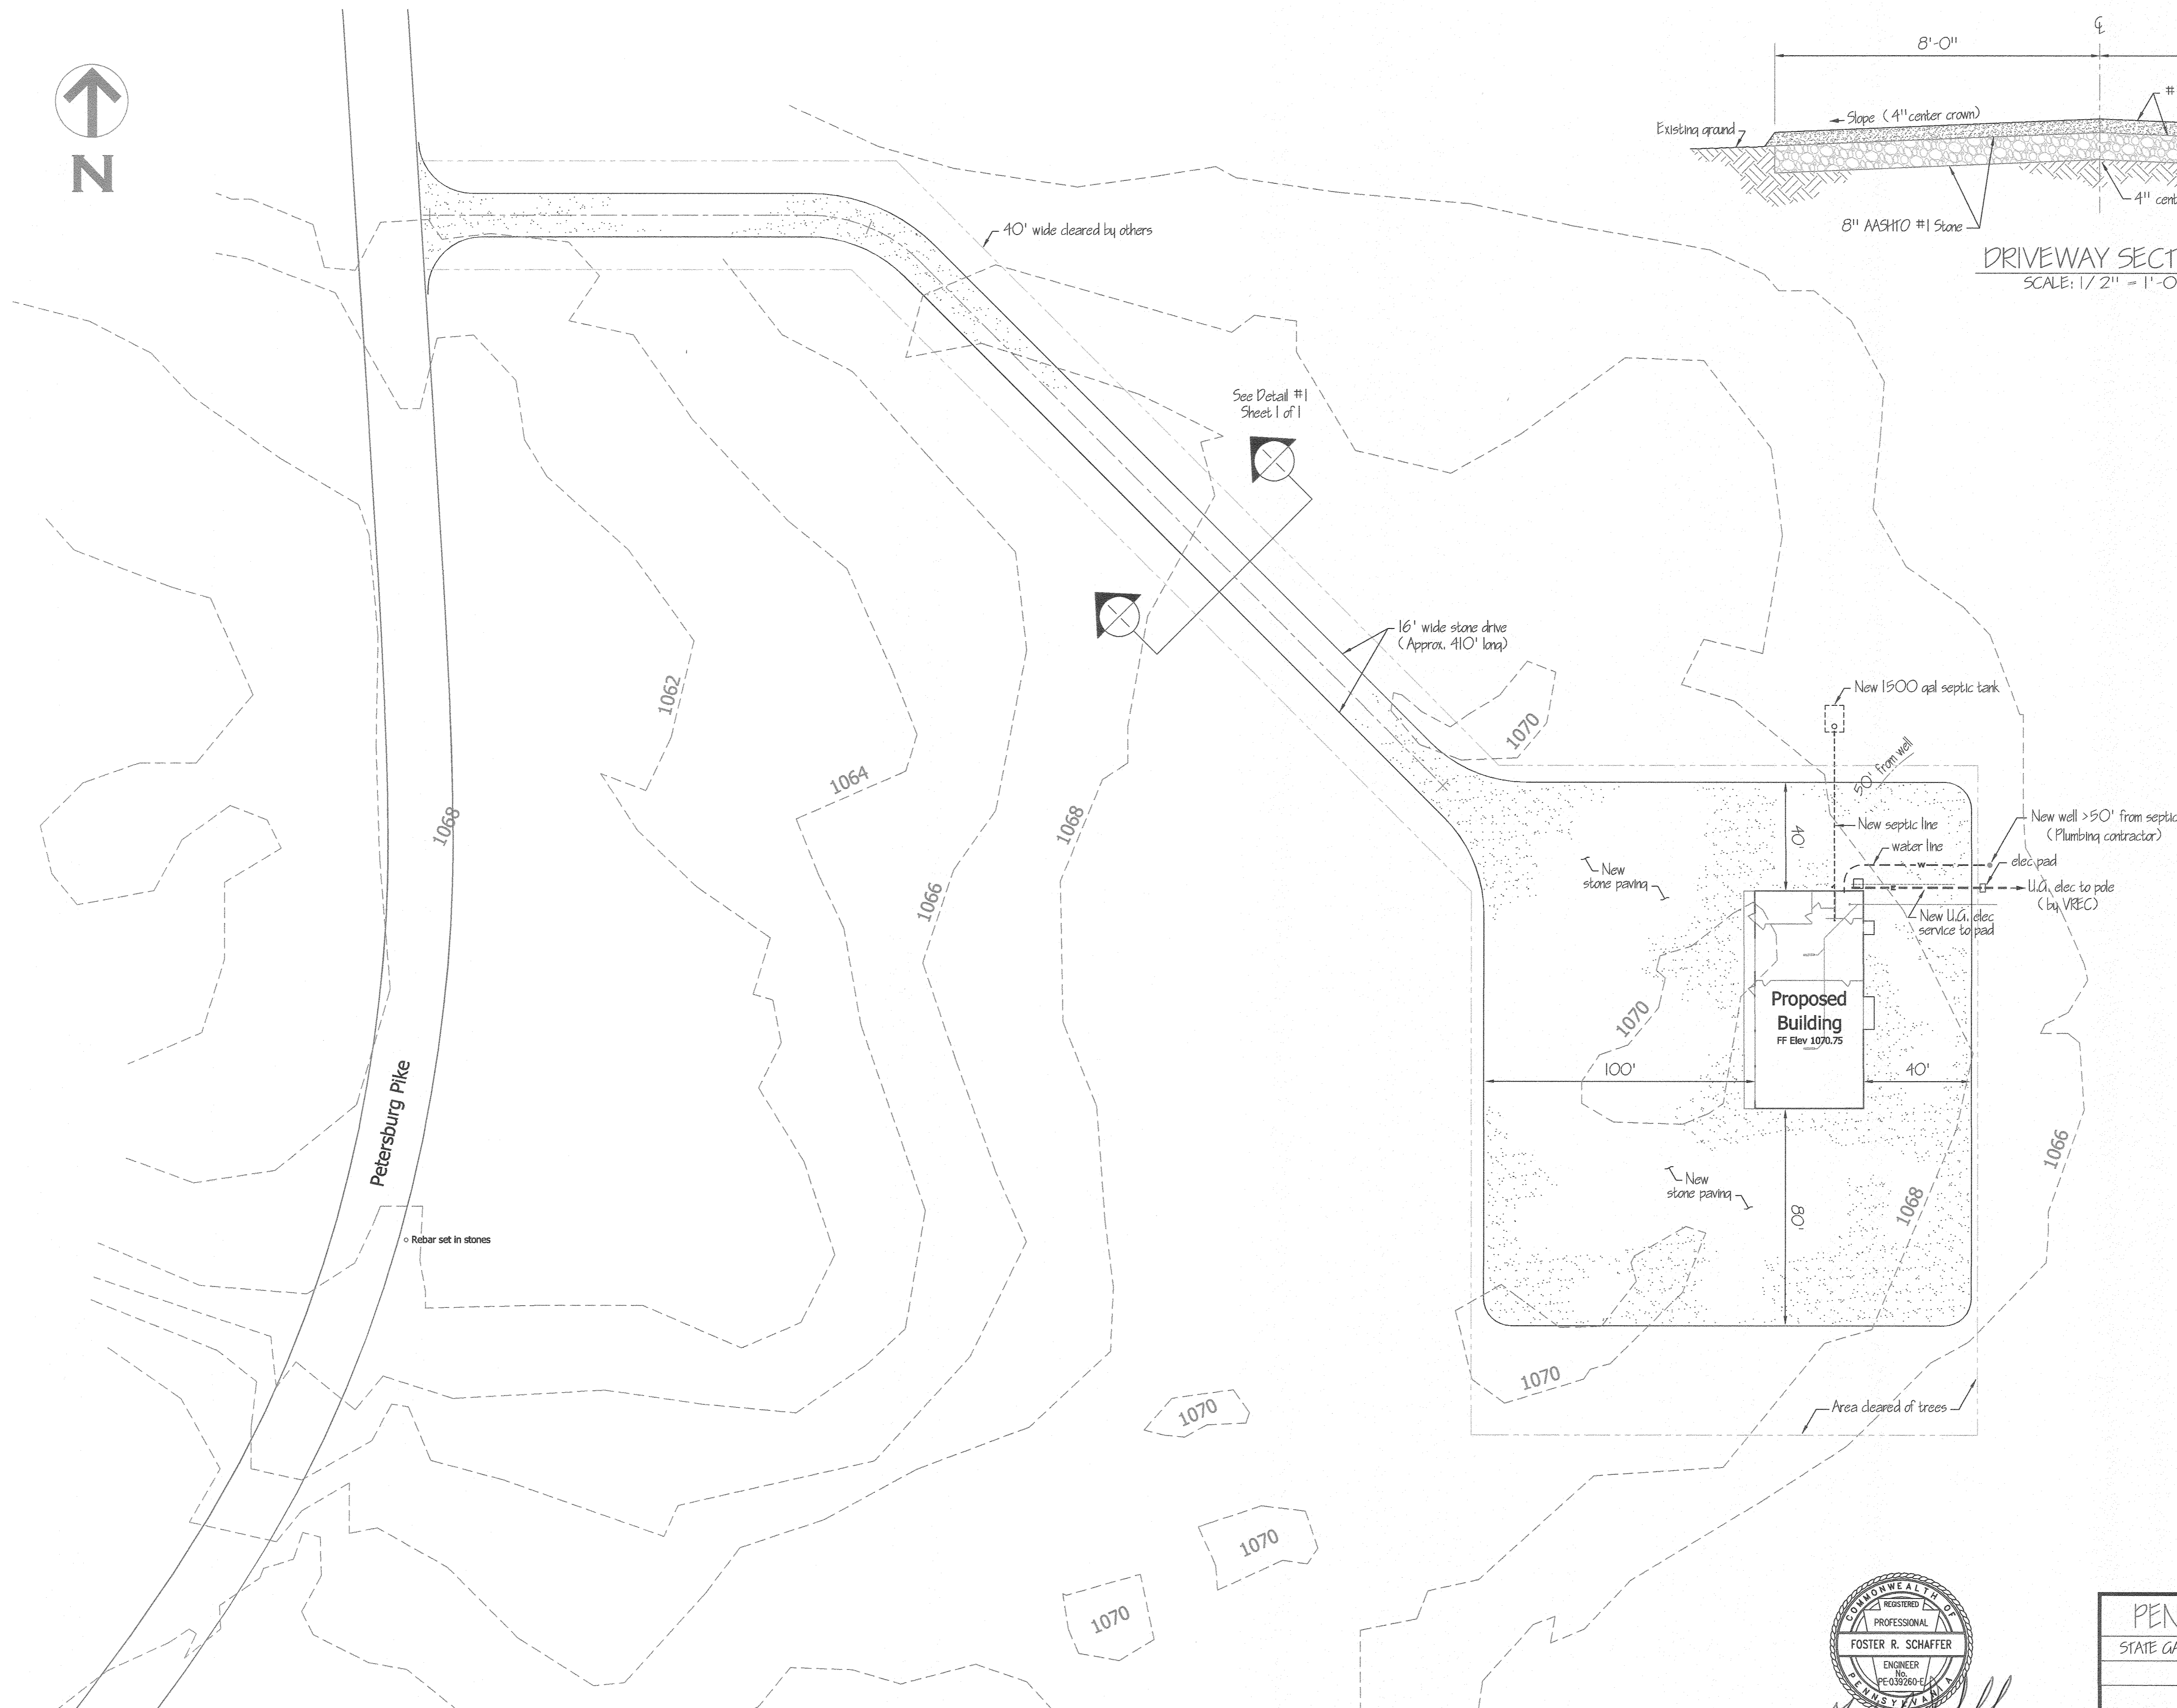 N
℄
8'-0"
#
Slope (4" center crown)
Existing ground
4" cent
8" AASHTO #1 Stone
DRIVEWAY SECT
SCALE: 1/2" = 1'-0
40' wide cleared by others
See Detail #1
Sheet 1 of 1
16' wide stone drive
(Approx. 410' long)
1062
1064
1066
1068
1068
1070
New 1500 gal septic tank
50' from well
New septic line
water line
W
E
New well >50' from septic
(Plumbing contractor)
elec pad
U.G. elec to pole
(by VREC)
New U.G. elec
service to pad
40'
New
stone paving
Proposed
Building
FF Elev 1070.75
1070
100'
40'
80'
New
stone paving
1066
1068
Petersburg Pike
Rebar set in stones
1070
1070
Area cleared of trees
1070
1070
COMMONWEALTH OF
REGISTERED
PROFESSIONAL
FOSTER R. SCHAFFER
ENGINEER
No.
PE-039260-E
PENNSYLVANIA
PEN
STATE GA